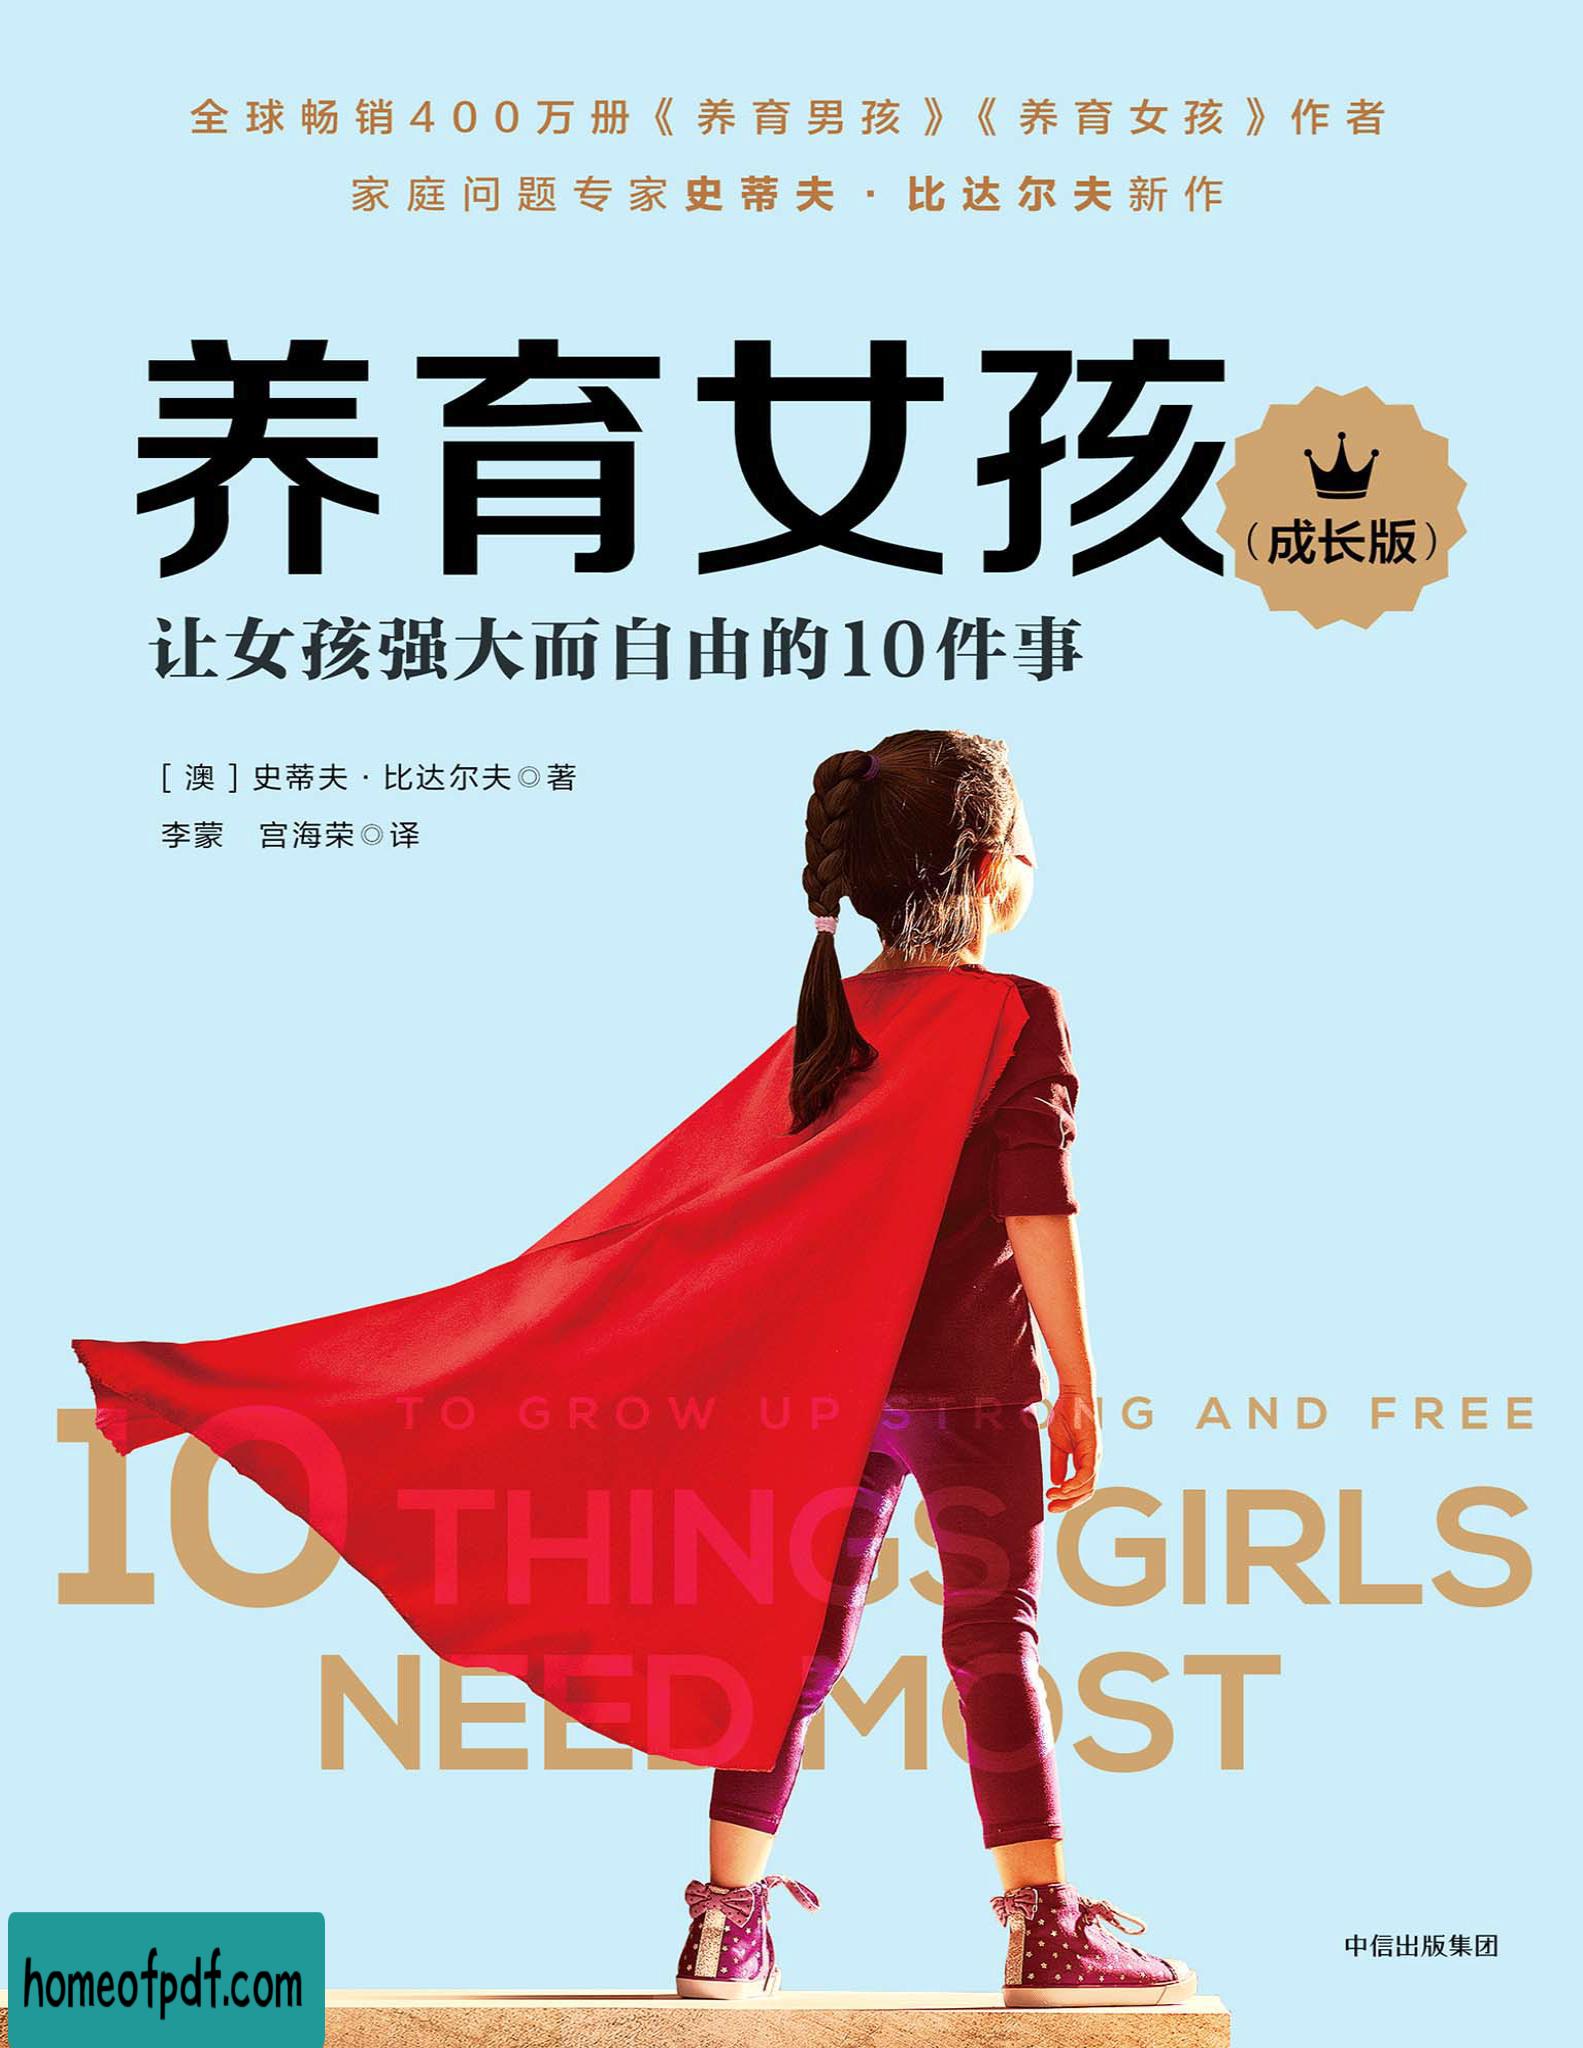 全球畅销400万册《养育男孩》《养育女孩》作者
家庭问题专家史蒂夫·比达尔夫新作
养育女孩
(成长版)
让女孩强大而自由的10件事
[澳]史蒂夫·比达尔夫◎著
李蒙 宫海荣◎译
TO GROW UP STRONG AND FREE
10 THINGS GIRLS
NEED MOST
中信出版集团
homeofpdf.com